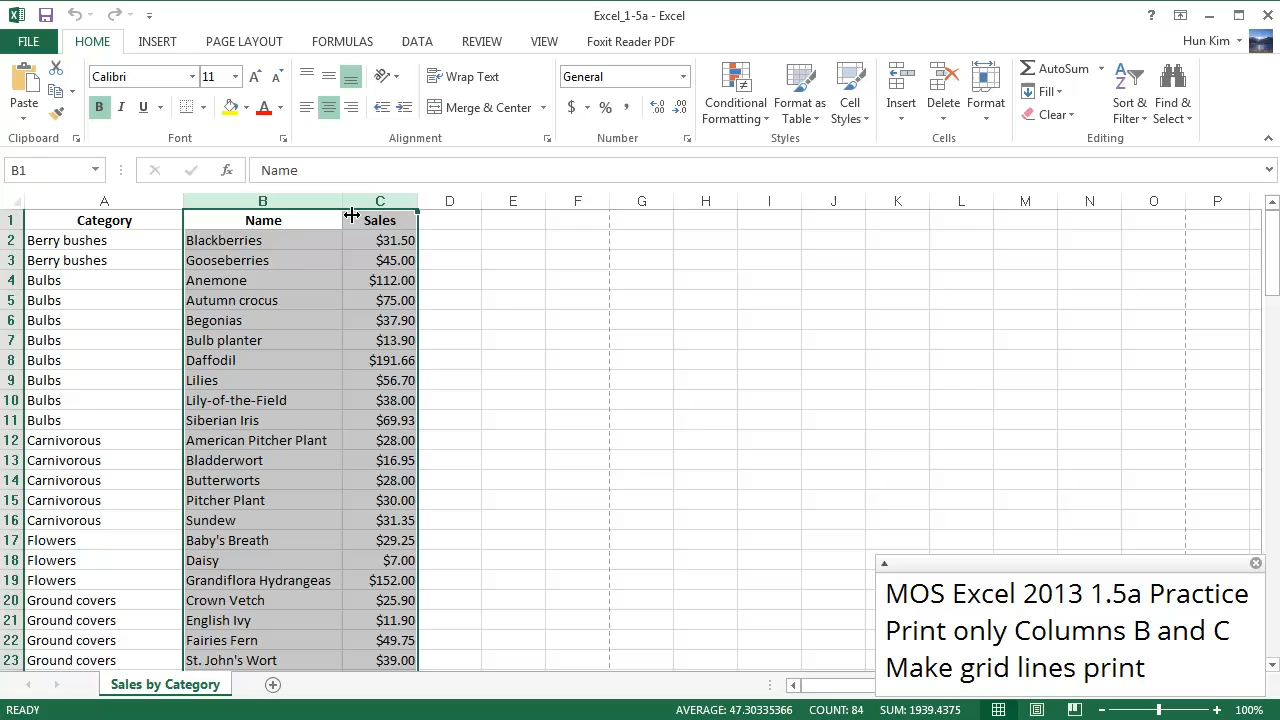 Excel_1-5a - Excel
FILE HOME INSERT PAGE LAYOUT FORMULAS DATA REVIEW VIEW Foxit Reader PDF Hun Kim
Calibri 11 Wrap Text General AutoSum
Paste Conditional Formatting Format as Table Cell Styles Insert Delete Format Fill Sort & Filter Find & Select
B I U Merge & Center $ % , Clear
Clipboard Font Alignment Number Styles Cells Editing
B1 fx Name
A B C D E F G H I J K L M N O P
1 Category Name Sales
2 Berry bushes Blackberries $31.50
3 Berry bushes Gooseberries $45.00
4 Bulbs Anemone $112.00
5 Bulbs Autumn crocus $75.00
6 Bulbs Begonias $37.90
7 Bulbs Bulb planter $13.90
8 Bulbs Daffodil $191.66
9 Bulbs Lilies $56.70
10 Bulbs Lily-of-the-Field $38.00
11 Bulbs Siberian Iris $69.93
12 Carnivorous American Pitcher Plant $28.00
13 Carnivorous Bladderwort $16.95
14 Carnivorous Butterworts $28.00
15 Carnivorous Pitcher Plant $30.00
16 Carnivorous Sundew $31.35
17 Flowers Baby's Breath $29.25
18 Flowers Daisy $7.00
19 Flowers Grandiflora Hydrangeas $152.00
20 Ground covers Crown Vetch $25.90
21 Ground covers English Ivy $11.90
22 Ground covers Fairies Fern $49.75
23 Ground covers St. John's Wort $39.00
MOS Excel 2013 1.5a Practice
Print only Columns B and C
Make grid lines print
Sales by Category
READY AVERAGE: 47.30335366 COUNT: 84 SUM: 1939.4375 100%